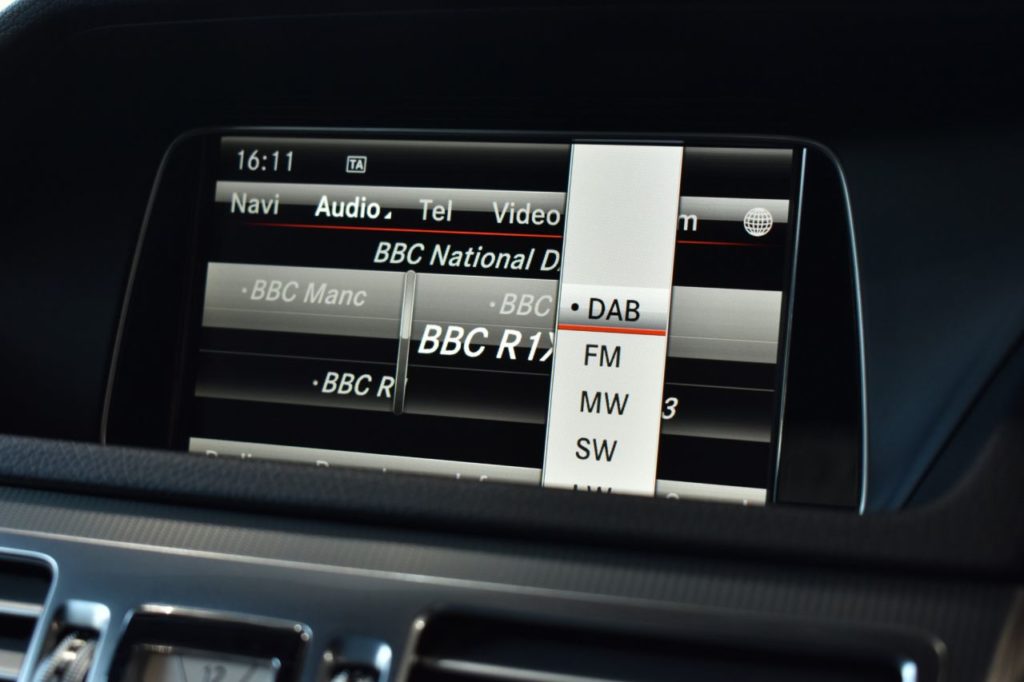 16:11 TA
Navi Audio Tel Video m
BBC National D
BBC Manc BBC
DAB
BBC R1X
FM
BBC R
MW
3
SW
12